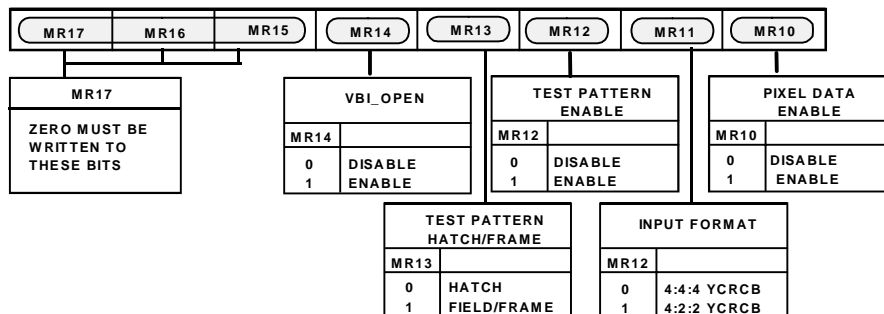 MR17 MR16 MR15 MR14 MR13 MR12 MR11 MR10
MR17
ZERO MUST BE
WRITTEN TO
THESE BITS
VBI_OPEN
MR14
0 DISABLE
1 ENABLE
TEST PATTERN
ENABLE
MR12
0 DISABLE
1 ENABLE
PIXEL DATA
ENABLE
MR10
0 DISABLE
1 ENABLE
TEST PATTERN
HATCH/FRAME
MR13
0 HATCH
1 FIELD/FRAME
INPUT FORMAT
MR12
0 4:4:4 YCRCB
1 4:2:2 YCRCB